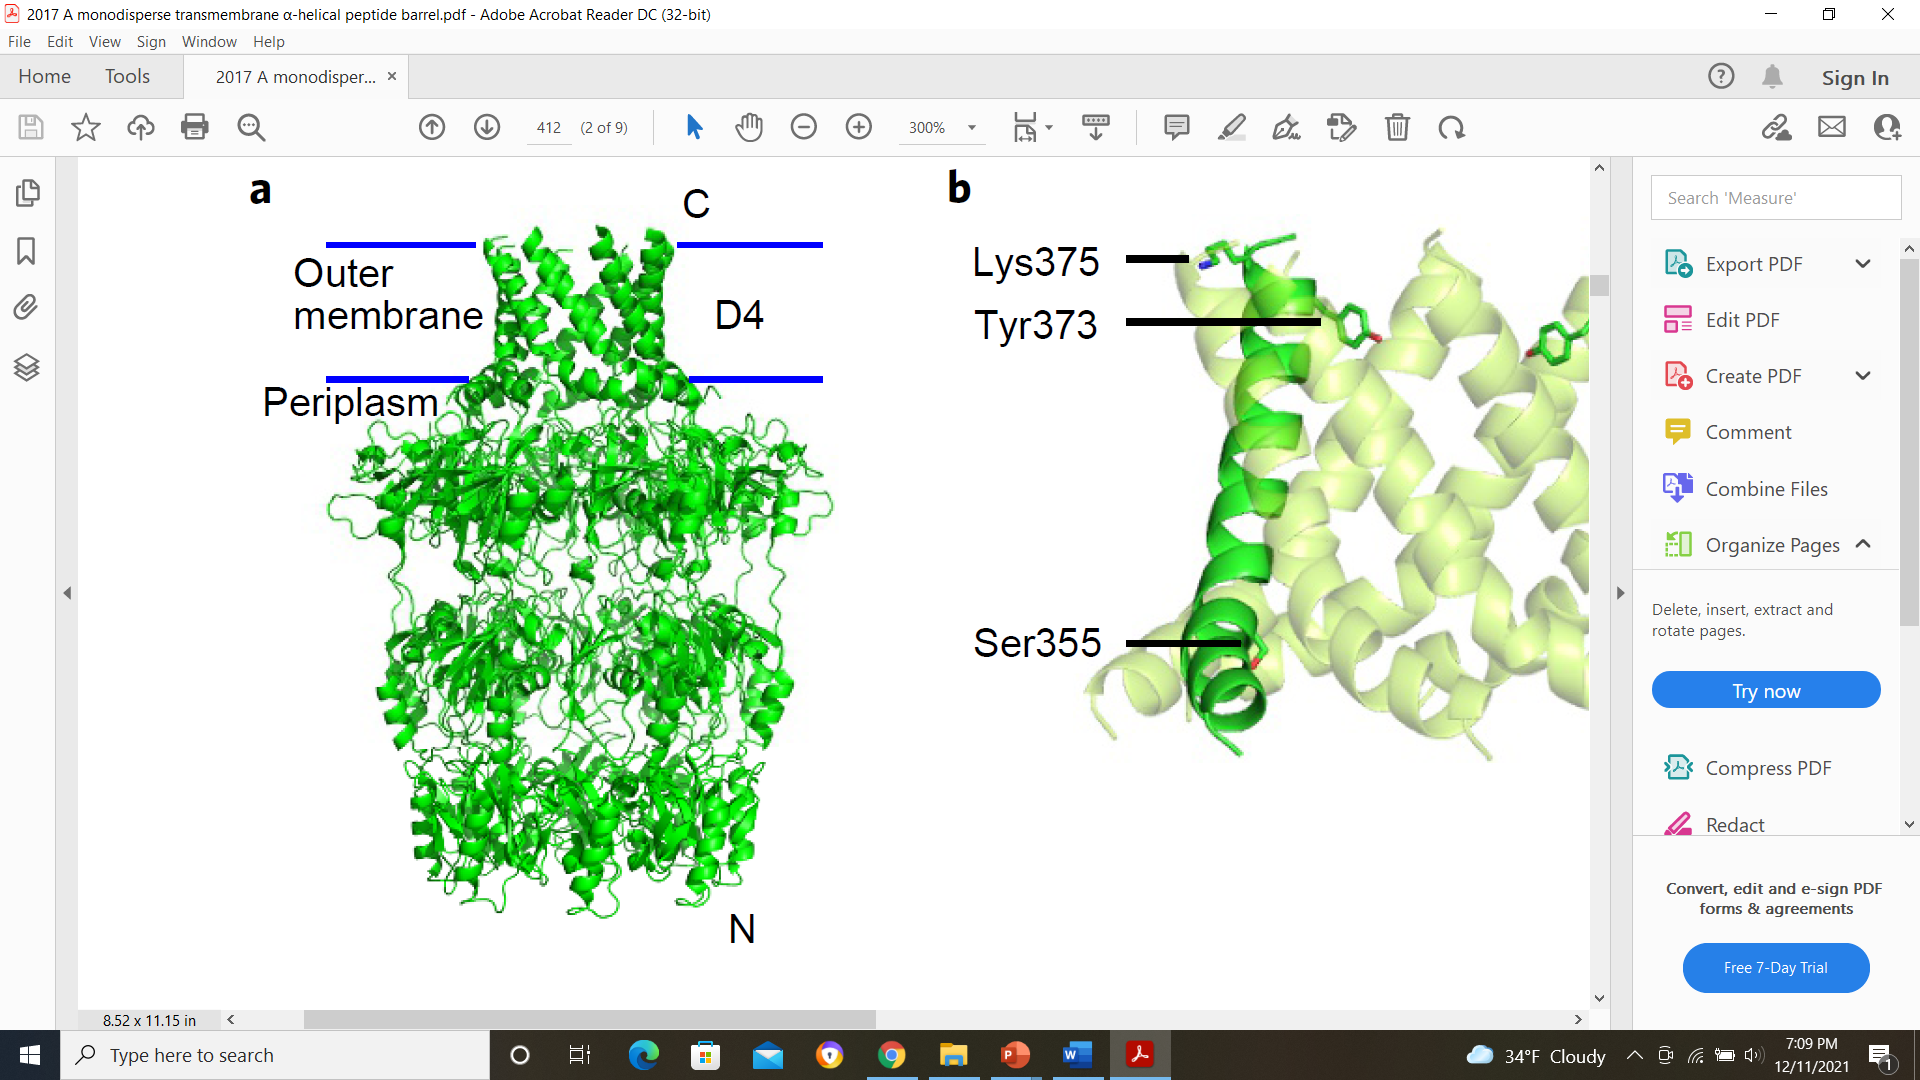 2017 A monodisperse transmembrane α-helical peptide barrel.pdf - Adobe Acrobat Reader DC (32-bit)
File Edit View Sign Window Help
Home Tools 2017 A monodisper... × Sign In
412 (2 of 9) 300%
a
C
Outer
membrane
D4
Periplasm
N
b
Lys375
Tyr373
Ser355
Search 'Measure'
Export PDF
Edit PDF
Create PDF
Comment
Combine Files
Organize Pages
Delete, insert, extract and
rotate pages.
Try now
Compress PDF
Redact
Convert, edit and e-sign PDF
forms & agreements
Free 7-Day Trial
8.52 x 11.15 in
Type here to search
34°F Cloudy
7:09 PM
12/11/2021
1